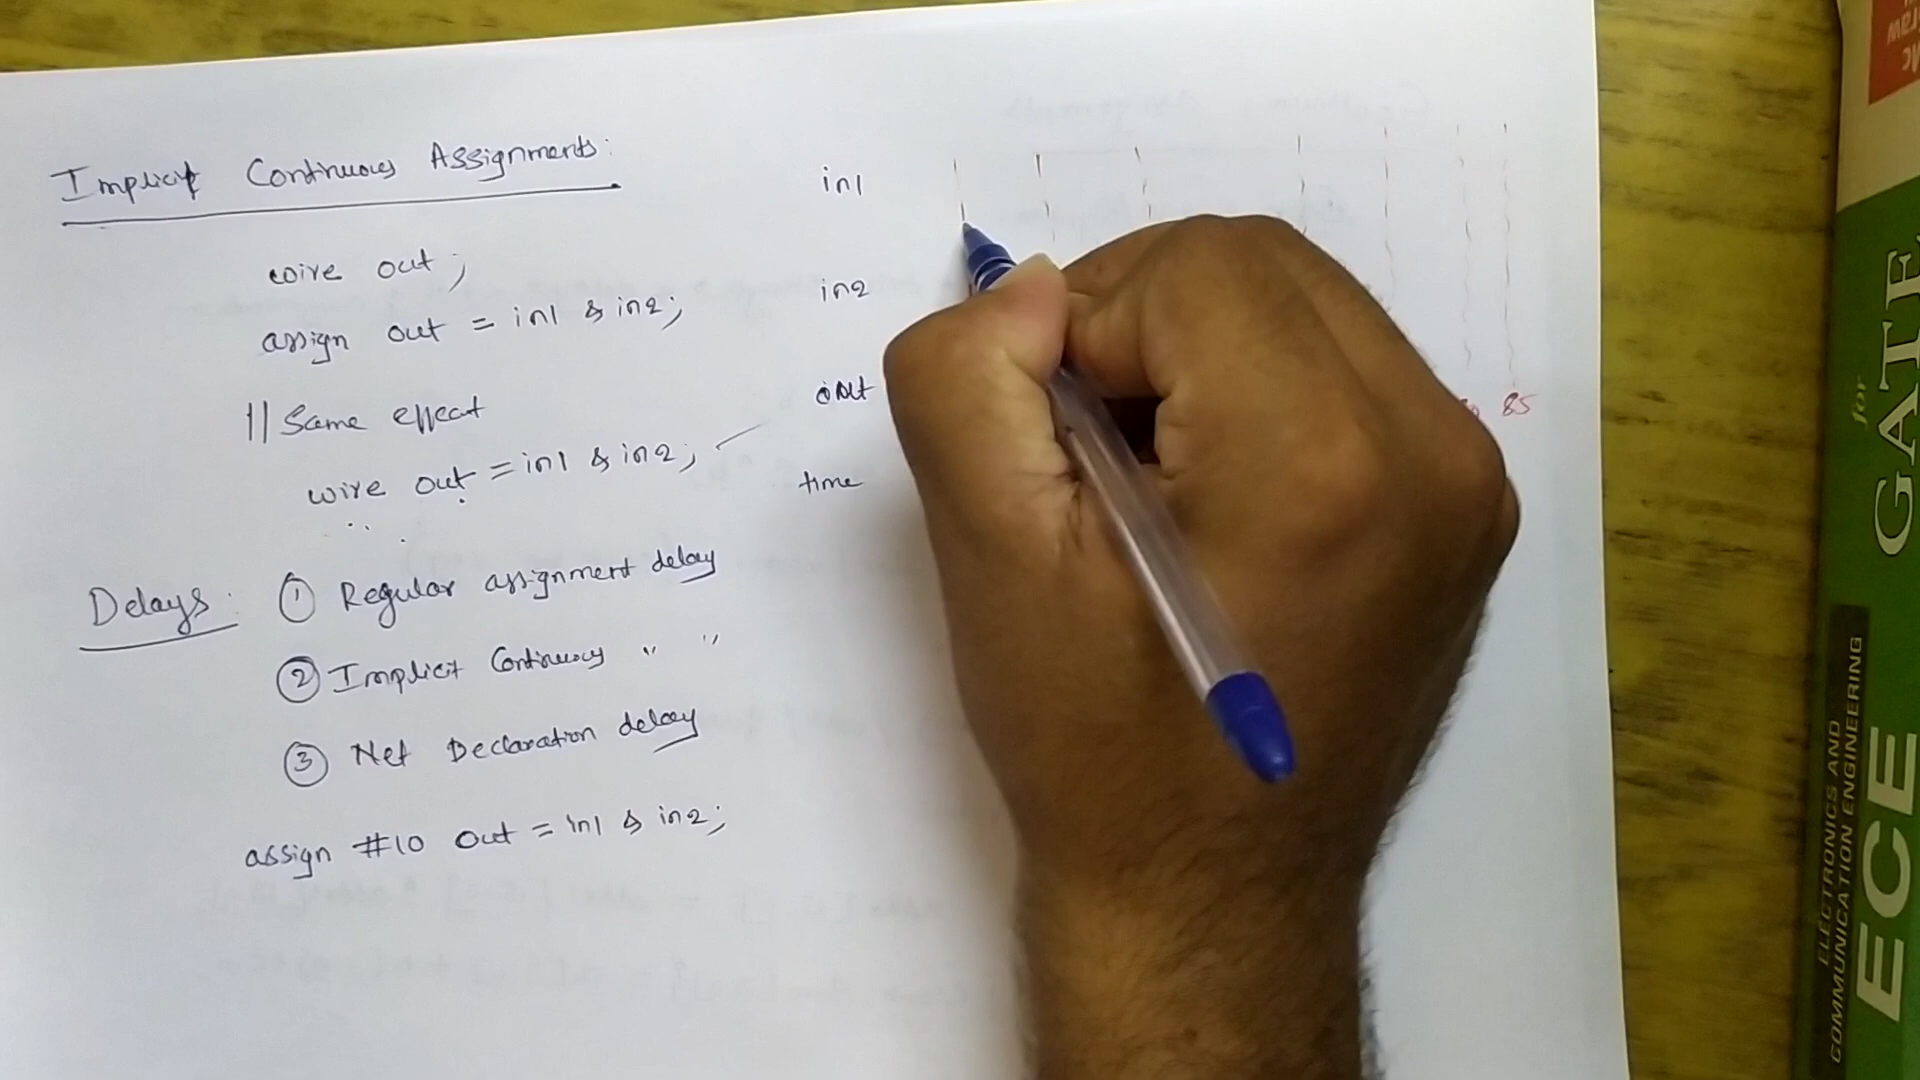 Implicit Continuous Assignments:
wire out;
assign out = in1 & in2;
// Same effect
wire out = in1 & in2;
Delays: ① Regular assignment delay
② Implicit Continuous " "
③ Net Declaration delay
assign #10 out = in1 & in2;
in1
in2
out
time
85
for
GATE
ELECTRONICS AND
COMMUNICATION ENGINEERING
ECE